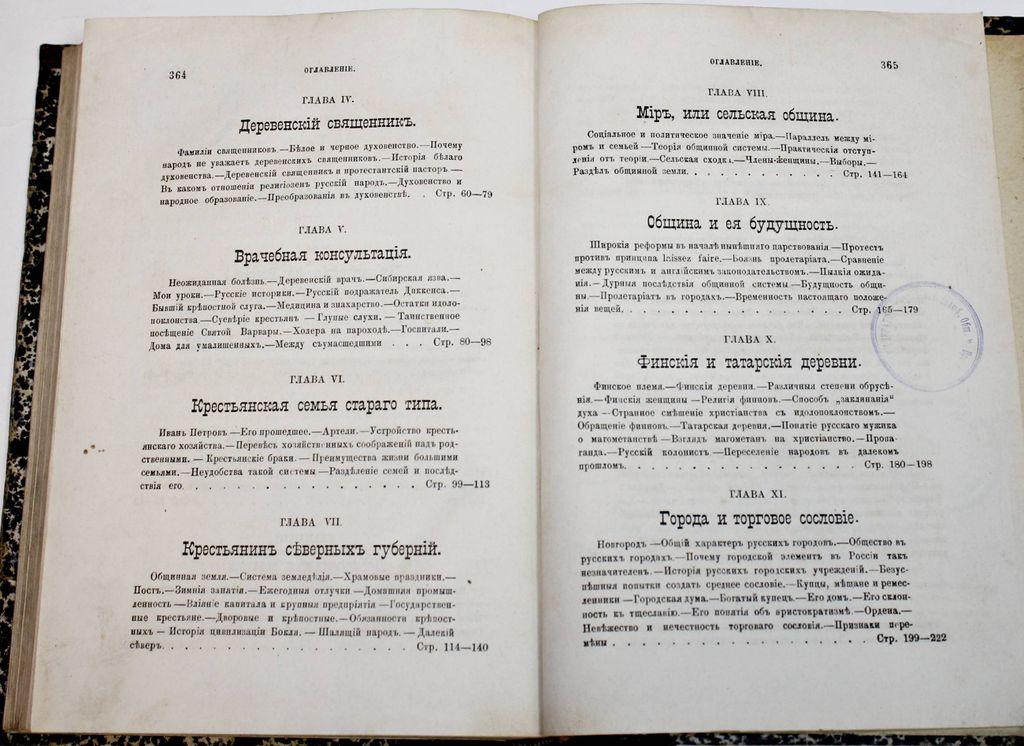 364
ОГЛАВЛЕНІЕ.
ГЛАВА IV.
Деревенскій священникъ.
Фамиліи священниковъ.—Бѣлое и черное духовенство.—Почему
народъ не уважаетъ деревенскихъ священниковъ.—Исторія бѣлаго
духовенства.—Деревенскій священникъ и протестантскій пасторъ.—
Въ какомъ отношеніи религіозенъ русскій народъ.—Духовенство и
народное образованіе.—Преобразованія въ духовенствѣ. . Стр. 60—79
ГЛАВА V.
Врачебная консультація.
Неожиданная болѣзнь.—Деревенскій врачъ.—Сибирская язва.—
Мои уроки.—Русскіе историки.—Русскій подражатель Диккенса.—
Бывшій крѣпостной слуга.—Медицина и знахарство.—Остатки идоло-
поклонства.—Суевѣріе крестьянъ — Глупые слухи. — Таинственное
посѣщеніе Святой Варвары.—Холера на пароходѣ.—Госпитали.—
Дома для умалишенныхъ.—Между съумасшедшими . . . Стр. 80—98
ГЛАВА VI.
Крестьянская семья стараго типа.
Иванъ Петровъ—Его прошедшее.—Артели.—Устройство кресть-
янскаго хозяйства.—Перевѣсъ хозяйственныхъ соображеній надъ род-
ственными. — Крестьянскіе браки. — Преимущества жизни большими
семьями.—Неудобства такой системы—Раздѣленіе семей и послѣд-
ствія его. . . . . . . . . . . . . . . . Стр. 99—113
ГЛАВА VII.
Крестьянинъ сѣверныхъ губерній.
Общинная земля.—Система земледѣлія.—Храмовые праздники.—
Постъ.—Зимнія занятія.—Ежегодныя отлучки—Домашняя промыш-
ленность—Вліяніе капитала и крупныя предпріятія—Государствен-
ные крестьяне.—Дворовые и крѣпостные.—Обязанности крѣпост-
ныхъ — Исторія цивилизаціи Бокля. — Шалящій народъ. — Далекій
сѣверъ. . . . . . . . . . . . . . . . . Стр. 114—140
ОГЛАВЛЕНІЕ.
365
ГЛАВА VIII.
Міръ, или сельская община.
Соціальное и политическое значеніе міра.—Параллель между мі-
ромъ и семьей—Теорія общинной системы.—Практическія отступ-
ленія отъ теоріи.—Сельская сходка.—Члены-Женщины.—Выборы.—
Раздѣлъ общинной земли. . . . . . . . . . . Стр. 141—164
ГЛАВА IX.
Община и ея будущность.
Широкія реформы въ началѣ нынѣшняго царствованія—Протестъ
противъ принципа laissez faire.—Боязнь пролетаріата.—Сравненіе
между русскимъ и англійскимъ законодательствомъ.—Пылкія ожида-
нія.—Дурныя послѣдствія общинной системы—Будущность общи-
ны.—Пролетаріатъ въ городахъ.—Временность настоящаго положе-
нія вещей. . . . . . . . . . . . . . . . Стр. 165—179
ГЛАВА X.
Финскія и татарскія деревни.
Финское племя.—Финскія деревни.—Различныя степени обрусѣ-
нія.—Финскія женщины—Религія финновъ.—Способъ „заклинанія“
духа—Странное смѣшеніе христіанства съ идолопоклонствомъ.—
Обращеніе финновъ.—Татарская деревня.—Понятіе русскаго мужика
о магометанствѣ—Взглядъ магометанъ на христіанство.—Пропа-
ганда.—Русскій колонистъ—Переселеніе народовъ въ далекомъ
прошломъ. . . . . . . . . . . . . . . . Стр. 180—198
ГЛАВА XI.
Города и торговое сословіе.
Новгородъ—Общій характеръ русскихъ городовъ.—Общество въ
русскихъ городахъ—Почему городской элементъ въ Россіи такъ
незначителенъ.—Исторія русскихъ городскихъ учрежденій.—Безус-
пѣшныя попытки создать среднее сословіе.—Купцы, мѣщане и ремес-
ленники—Городская дума.—Богатый купецъ.—Его домъ.—Его склон-
ность къ тщеславію.—Его понятія объ аристократизмѣ.—Ордена.—
Невѣжество и нечестность торговаго сословія.—Признаки пере-
мѣны. . . . . . . . . . . . . . . . . Стр. 199—222